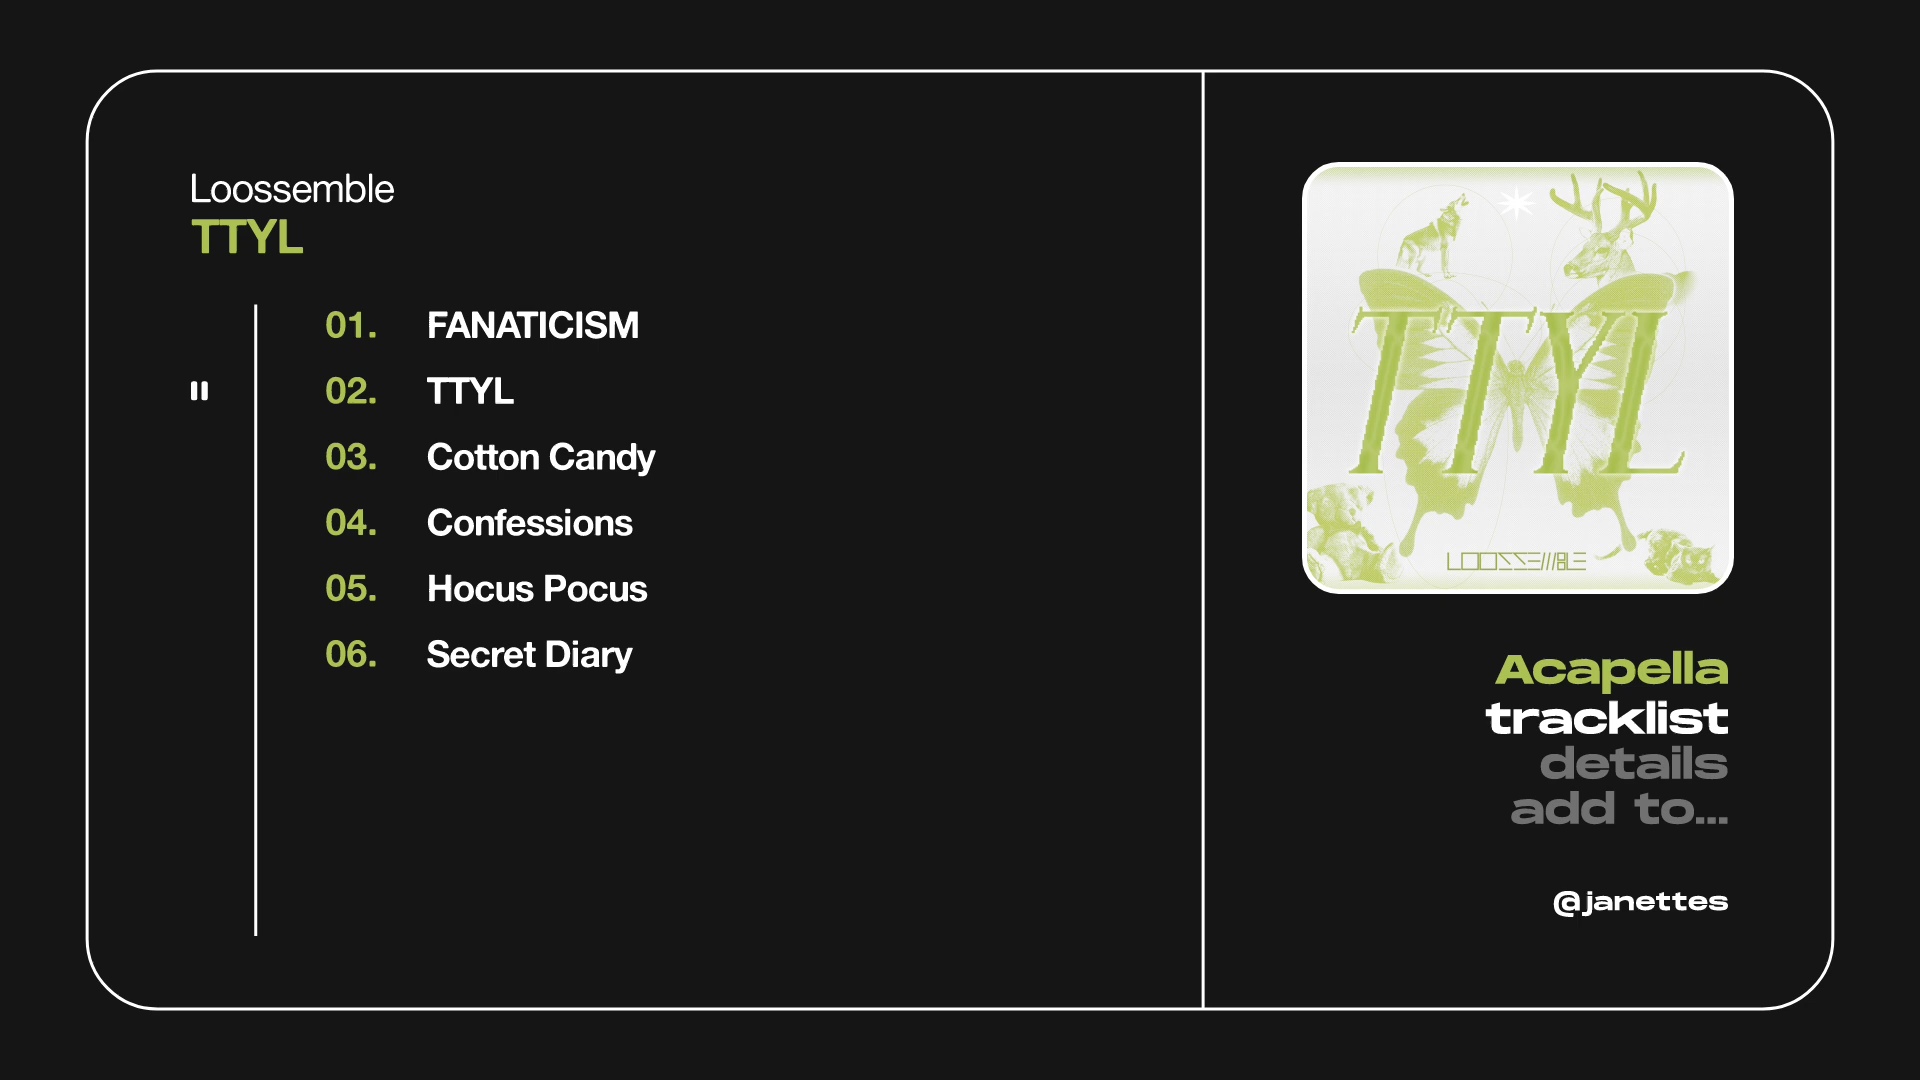 Loossemble
TTYL
01. FANATICISM
02. TTYL
03. Cotton Candy
04. Confessions
05. Hocus Pocus
06. Secret Diary
TTYL
LOOSSEMBLE
Acapella
tracklist
details
add to...
@janettes